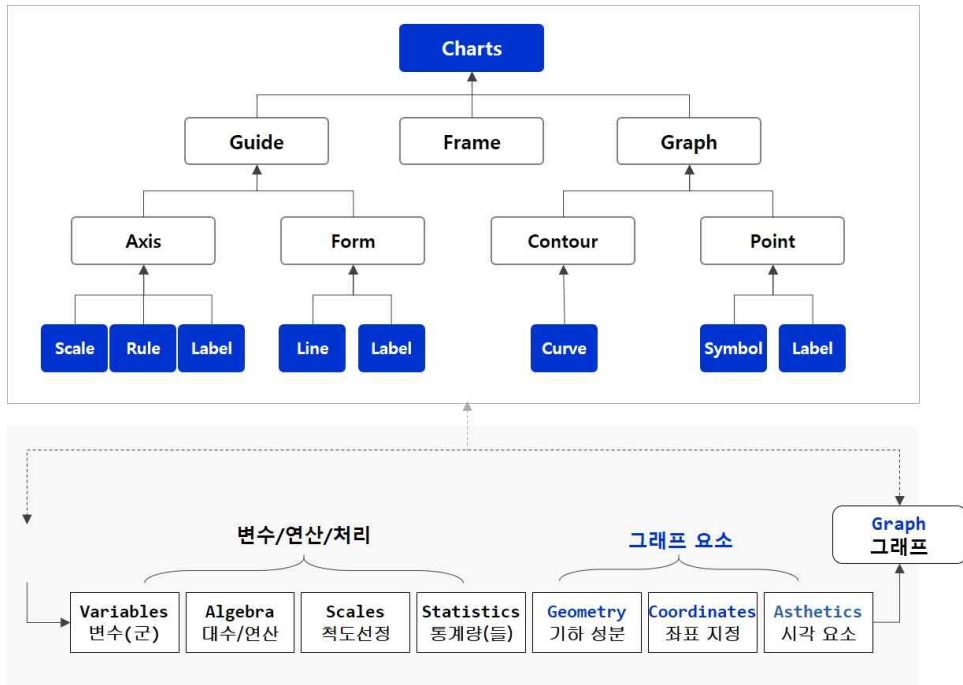 Charts
Guide
Frame
Graph
Axis
Form
Contour
Point
Scale
Rule
Label
Line
Label
Curve
Symbol
Label
변수/연산/처리
그래프 요소
Graph
그래프
Variables
변수(군)
Algebra
대수/연산
Scales
척도선정
Statistics
통계량(들)
Geometry
기하 성분
Coordinates
좌표 지정
Asthetics
시각 요소